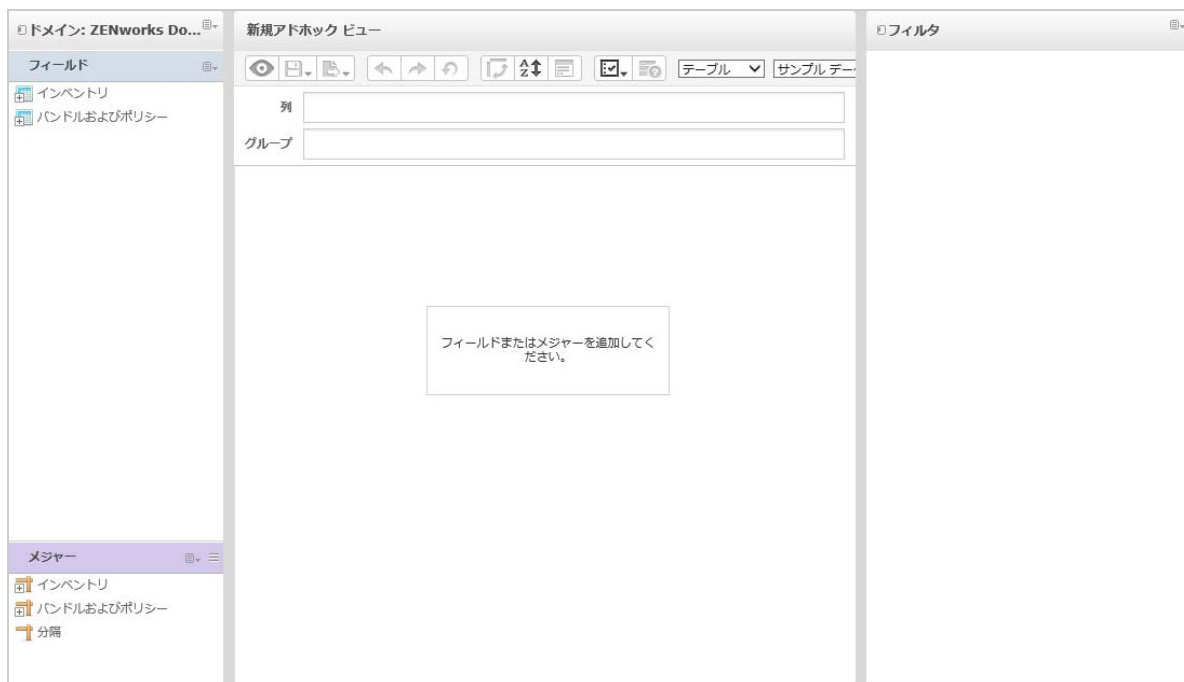 ドメイン: ZENworks Do...
フィールド
インベントリ
バンドルおよびポリシー
メジャー
インベントリ
バンドルおよびポリシー
分隔
新規アドホック ビュー
テーブル
サンプル デー
列
グループ
フィールドまたはメジャーを追加してく
ださい。
フィルタ